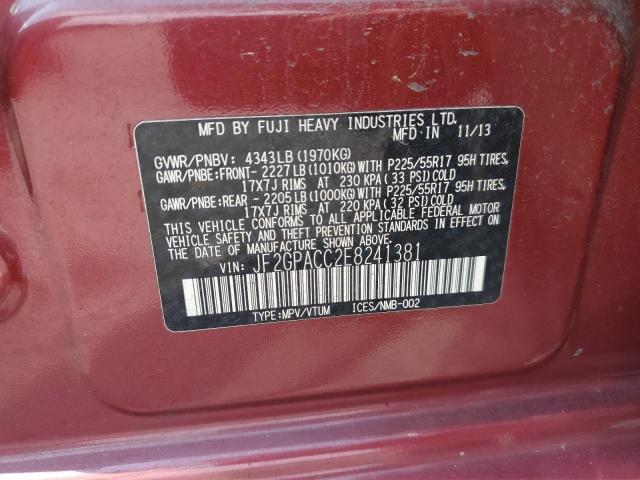 MFD BY FUJI HEAVY INDUSTRIES LTD.
MFD.IN 11/13
GVWR/PNBV: 4343LB(1970KG)
GAWR/PNBE:FRONT-2227LB(1010KG)WITH P225/55R17 95H TIRES,
17X7J RIMS AT 230 KPA(33 PSI)COLD
GAWR/PNBE:REAR -2205LB(1000KG)WITH P225/55R17 95H TIRES,
17X7J RIMS AT 220 KPA(32 PSI)COLD
THIS VEHICLE CONFORMS TO ALL APPLICABLE FEDERAL MOTOR
VEHICLE SAFETY AND THEFT PREVENTION STANDARDS IN EFFECT ON
THE DATE OF MANUFACTURE SHOWN ABOVE.
VIN: JF2GPACC2E8241381
TYPE:MPV/VTUM ICES/NMB-002